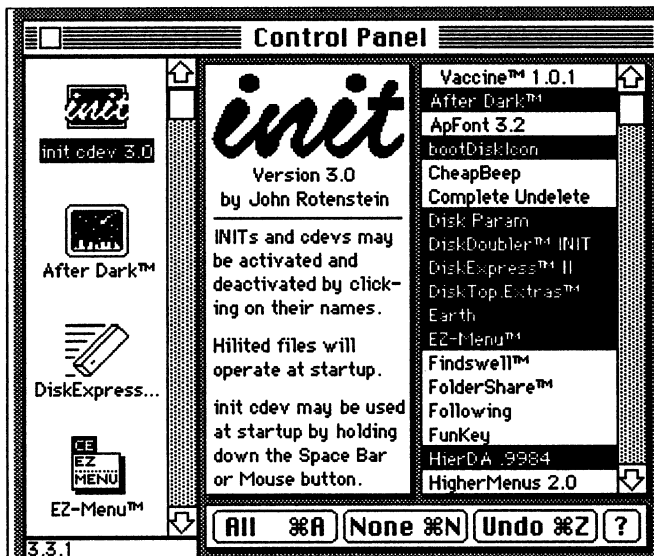 Control Panel
init
init cdev 3.0
After Dark™
DiskExpress...
CE
EZ
MENU
EZ-Menu™
3.3.1
init
Version 3.0
by John Rotenstein
INITs and cdevs may
be activated and
deactivated by click-
ing on their names.
Hilited files will
operate at startup.
init cdev may be used
at startup by holding
down the Space Bar
or Mouse button.
Vaccine™ 1.0.1
After Dark™
ApFont 3.2
bootDiskIcon
CheapBeep
Complete Undelete
Disk Param
DiskDoubler™ INIT
DiskExpress™ II
DiskTop.Extras™
Earth
EZ-Menu™
Findswell™
FolderShare™
Following
FunKey
HierDA .9984
HigherMenus 2.0
All ⌘A
None ⌘N
Undo ⌘Z
?